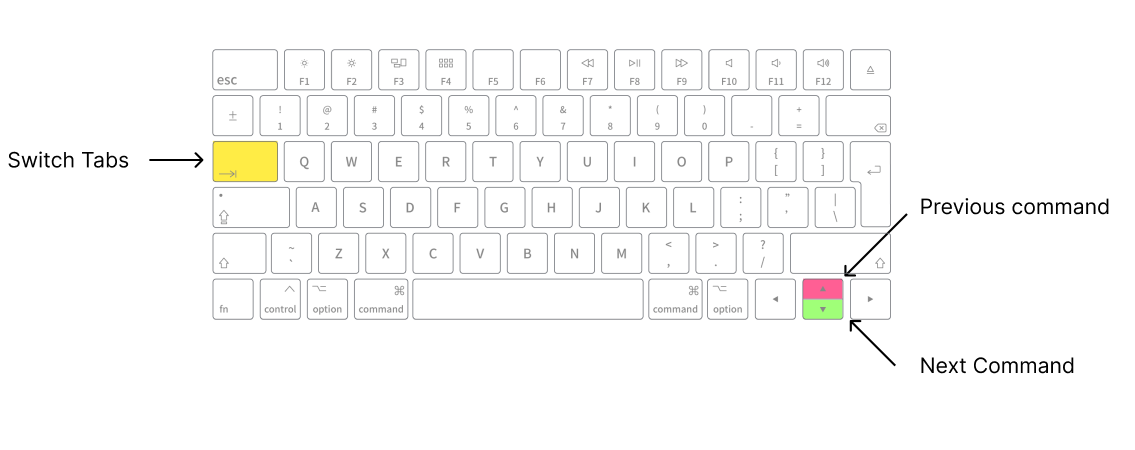 esc F1 F2 F3 F4 F5 F6 F7 F8 F9 F10 F11 F12
± ! @ # $ % ^ & * ( ) +
1 2 3 4 5 6 7 8 9 0 - =
Switch Tabs Q W E R T Y U I O P { }
[ ]
A S D F G H J K L : " |
; ' \
Previous command
~ Z X C V B N M < > ?
` , . /
fn control option command command option
Next Command